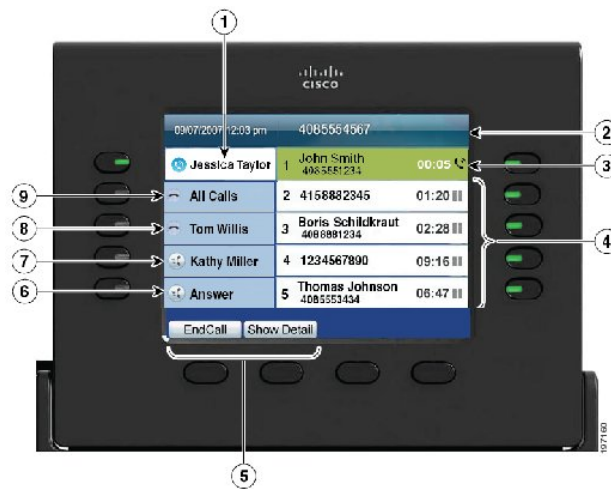 1
CISCO
09/07/2007 12:03 pm 4085554567
2
Jessica Taylor
1 John Smith 00:05
4085551234
3
9
All Calls
2 4158882345 01:20
8
Tom Willis
3 Boris Schildkraut 02:28
4088881234
4
7
Kathy Miller
4 1234567890 09:16
6
Answer
5 Thomas Johnson 06:47
4085553434
EndCall Show Detail
5
197160